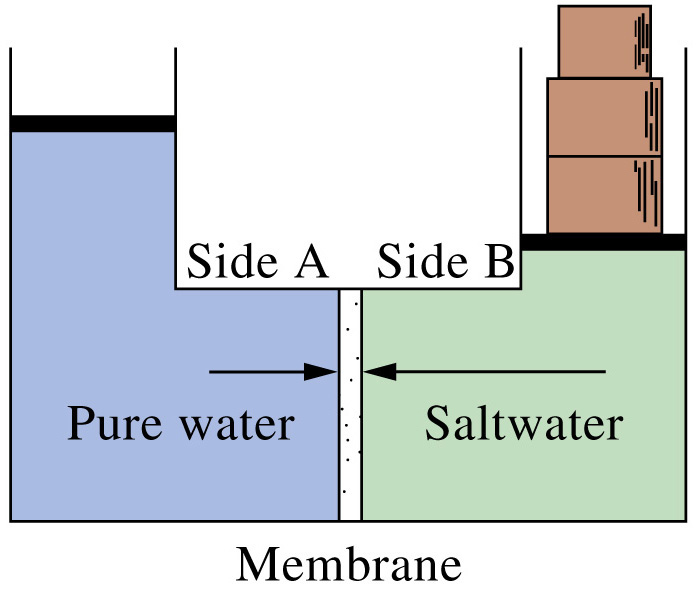 Side A
Side B
Pure water
Saltwater
Membrane